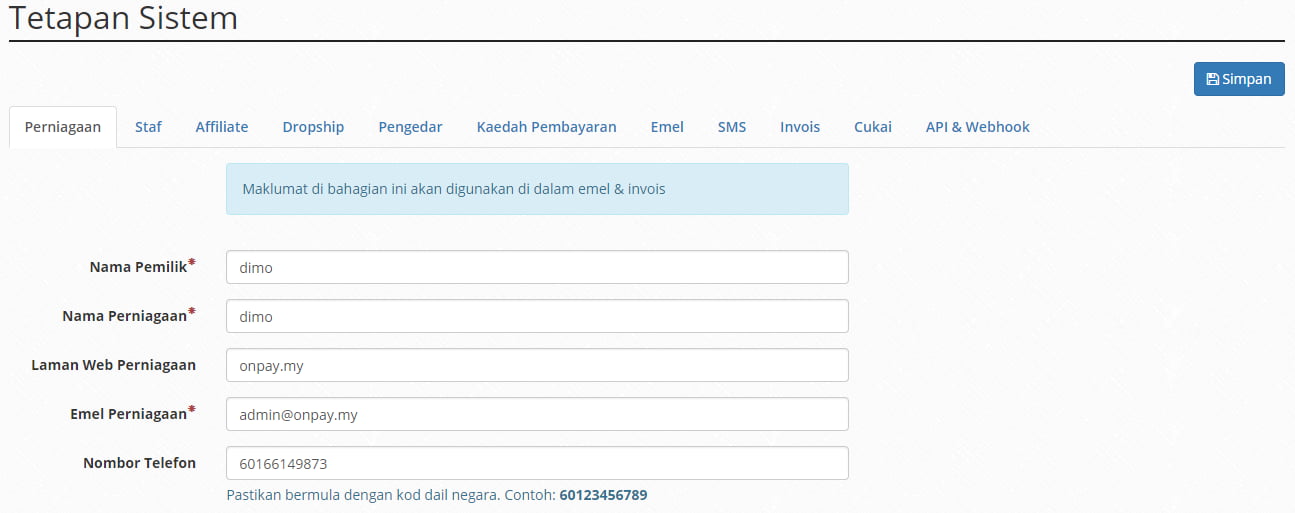 Tetapan Sistem
Simpan
Perniagaan Staf Affiliate Dropship Pengedar Kaedah Pembayaran Emel SMS Invois Cukai API & Webhook
Maklumat di bahagian ini akan digunakan di dalam emel & invois
Nama Pemilik* dimo
Nama Perniagaan* dimo
Laman Web Perniagaan onpay.my
Emel Perniagaan* admin@onpay.my
Nombor Telefon 60166149873
Pastikan bermula dengan kod dail negara. Contoh: 60123456789